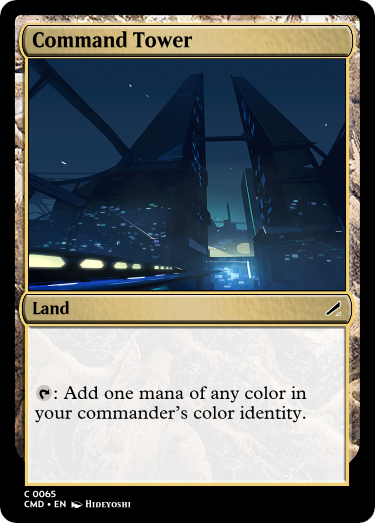 Command Tower
Land
: Add one mana of any color in
your commander's color identity.
C 0065
CMD • EN Hideyoshi